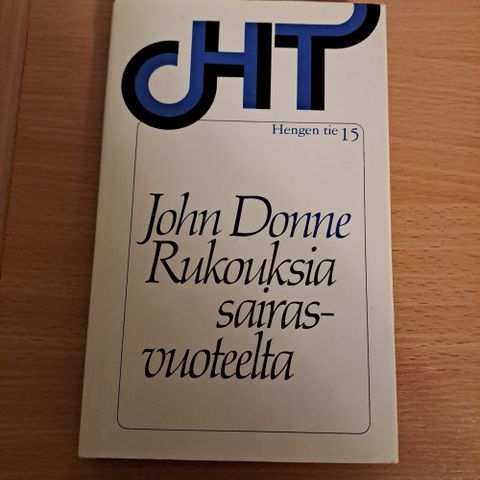 HT
Hengen tie 15
John Donne
Rukouksia
sairas-
vuoteelta